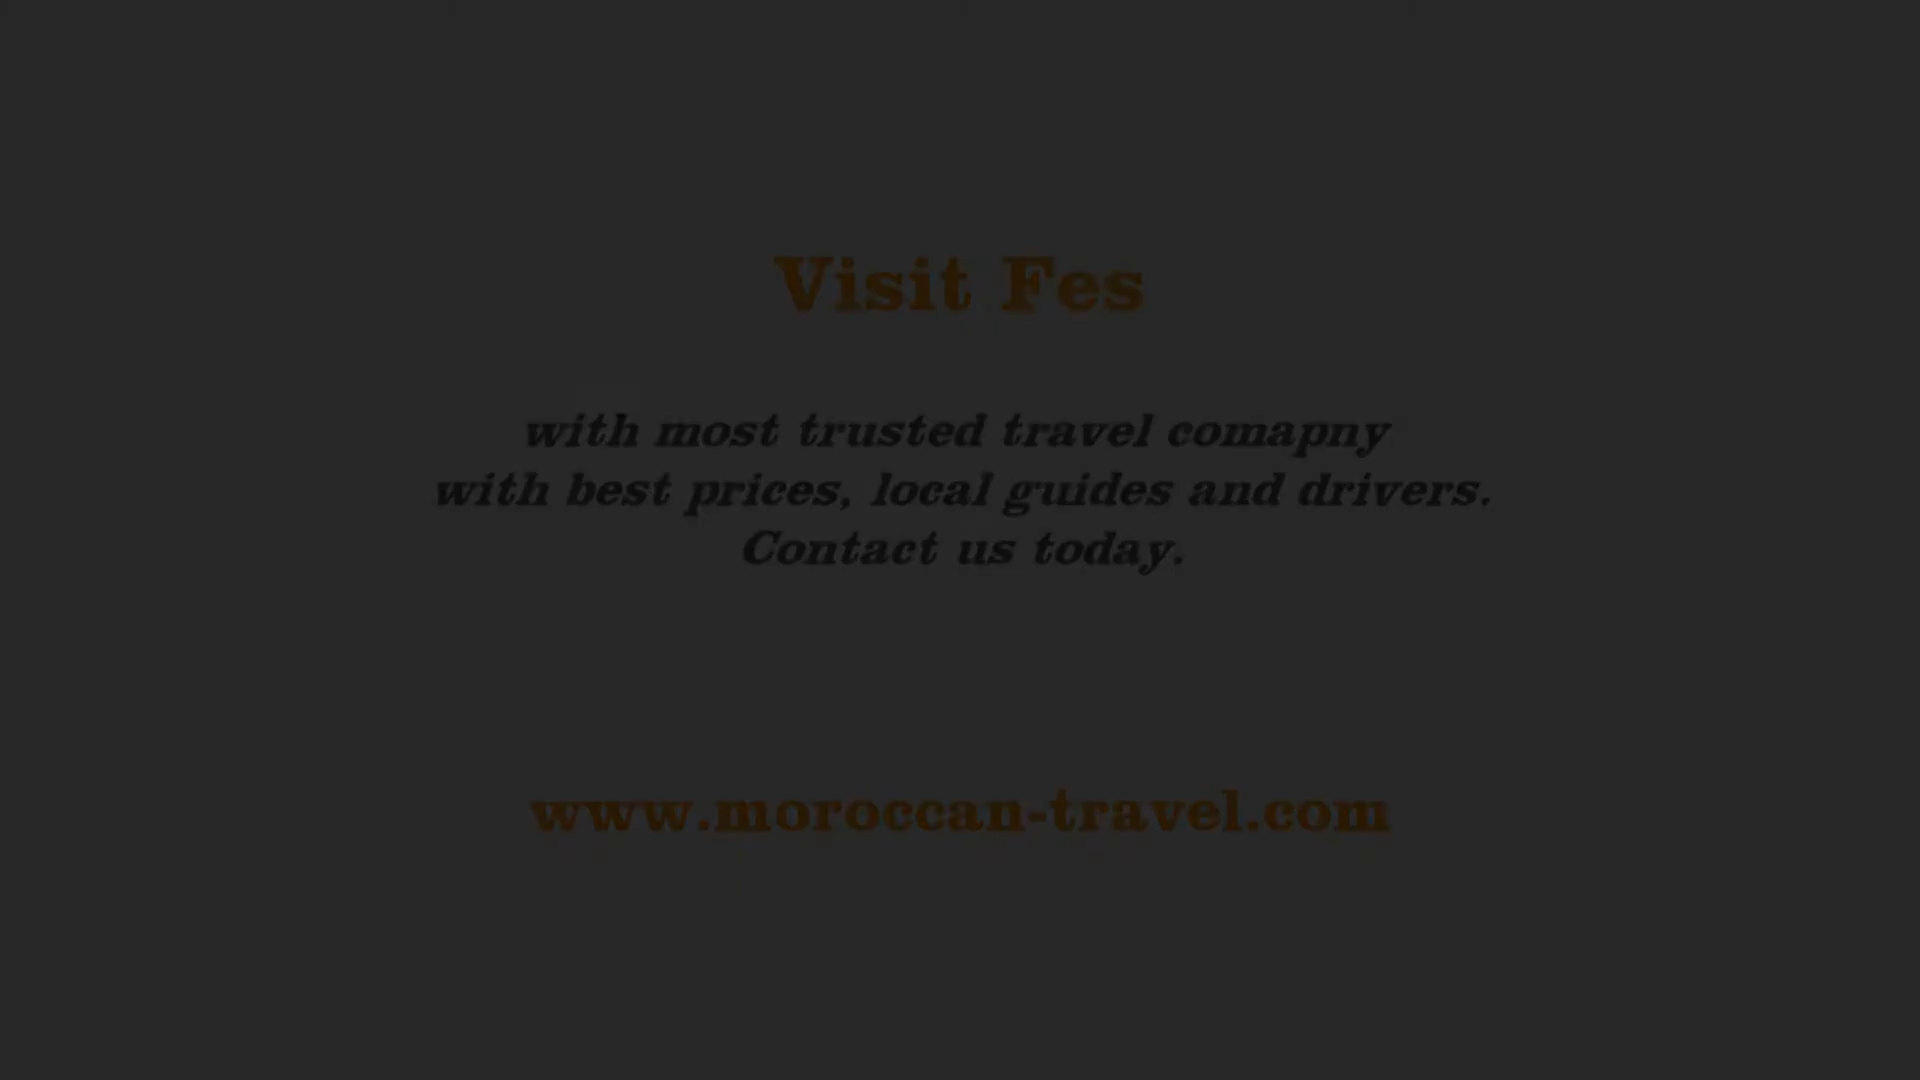 Visit Fes
with most trusted travel comapny
with best prices, local guides and drivers.
Contact us today.
www.moroccan-travel.com